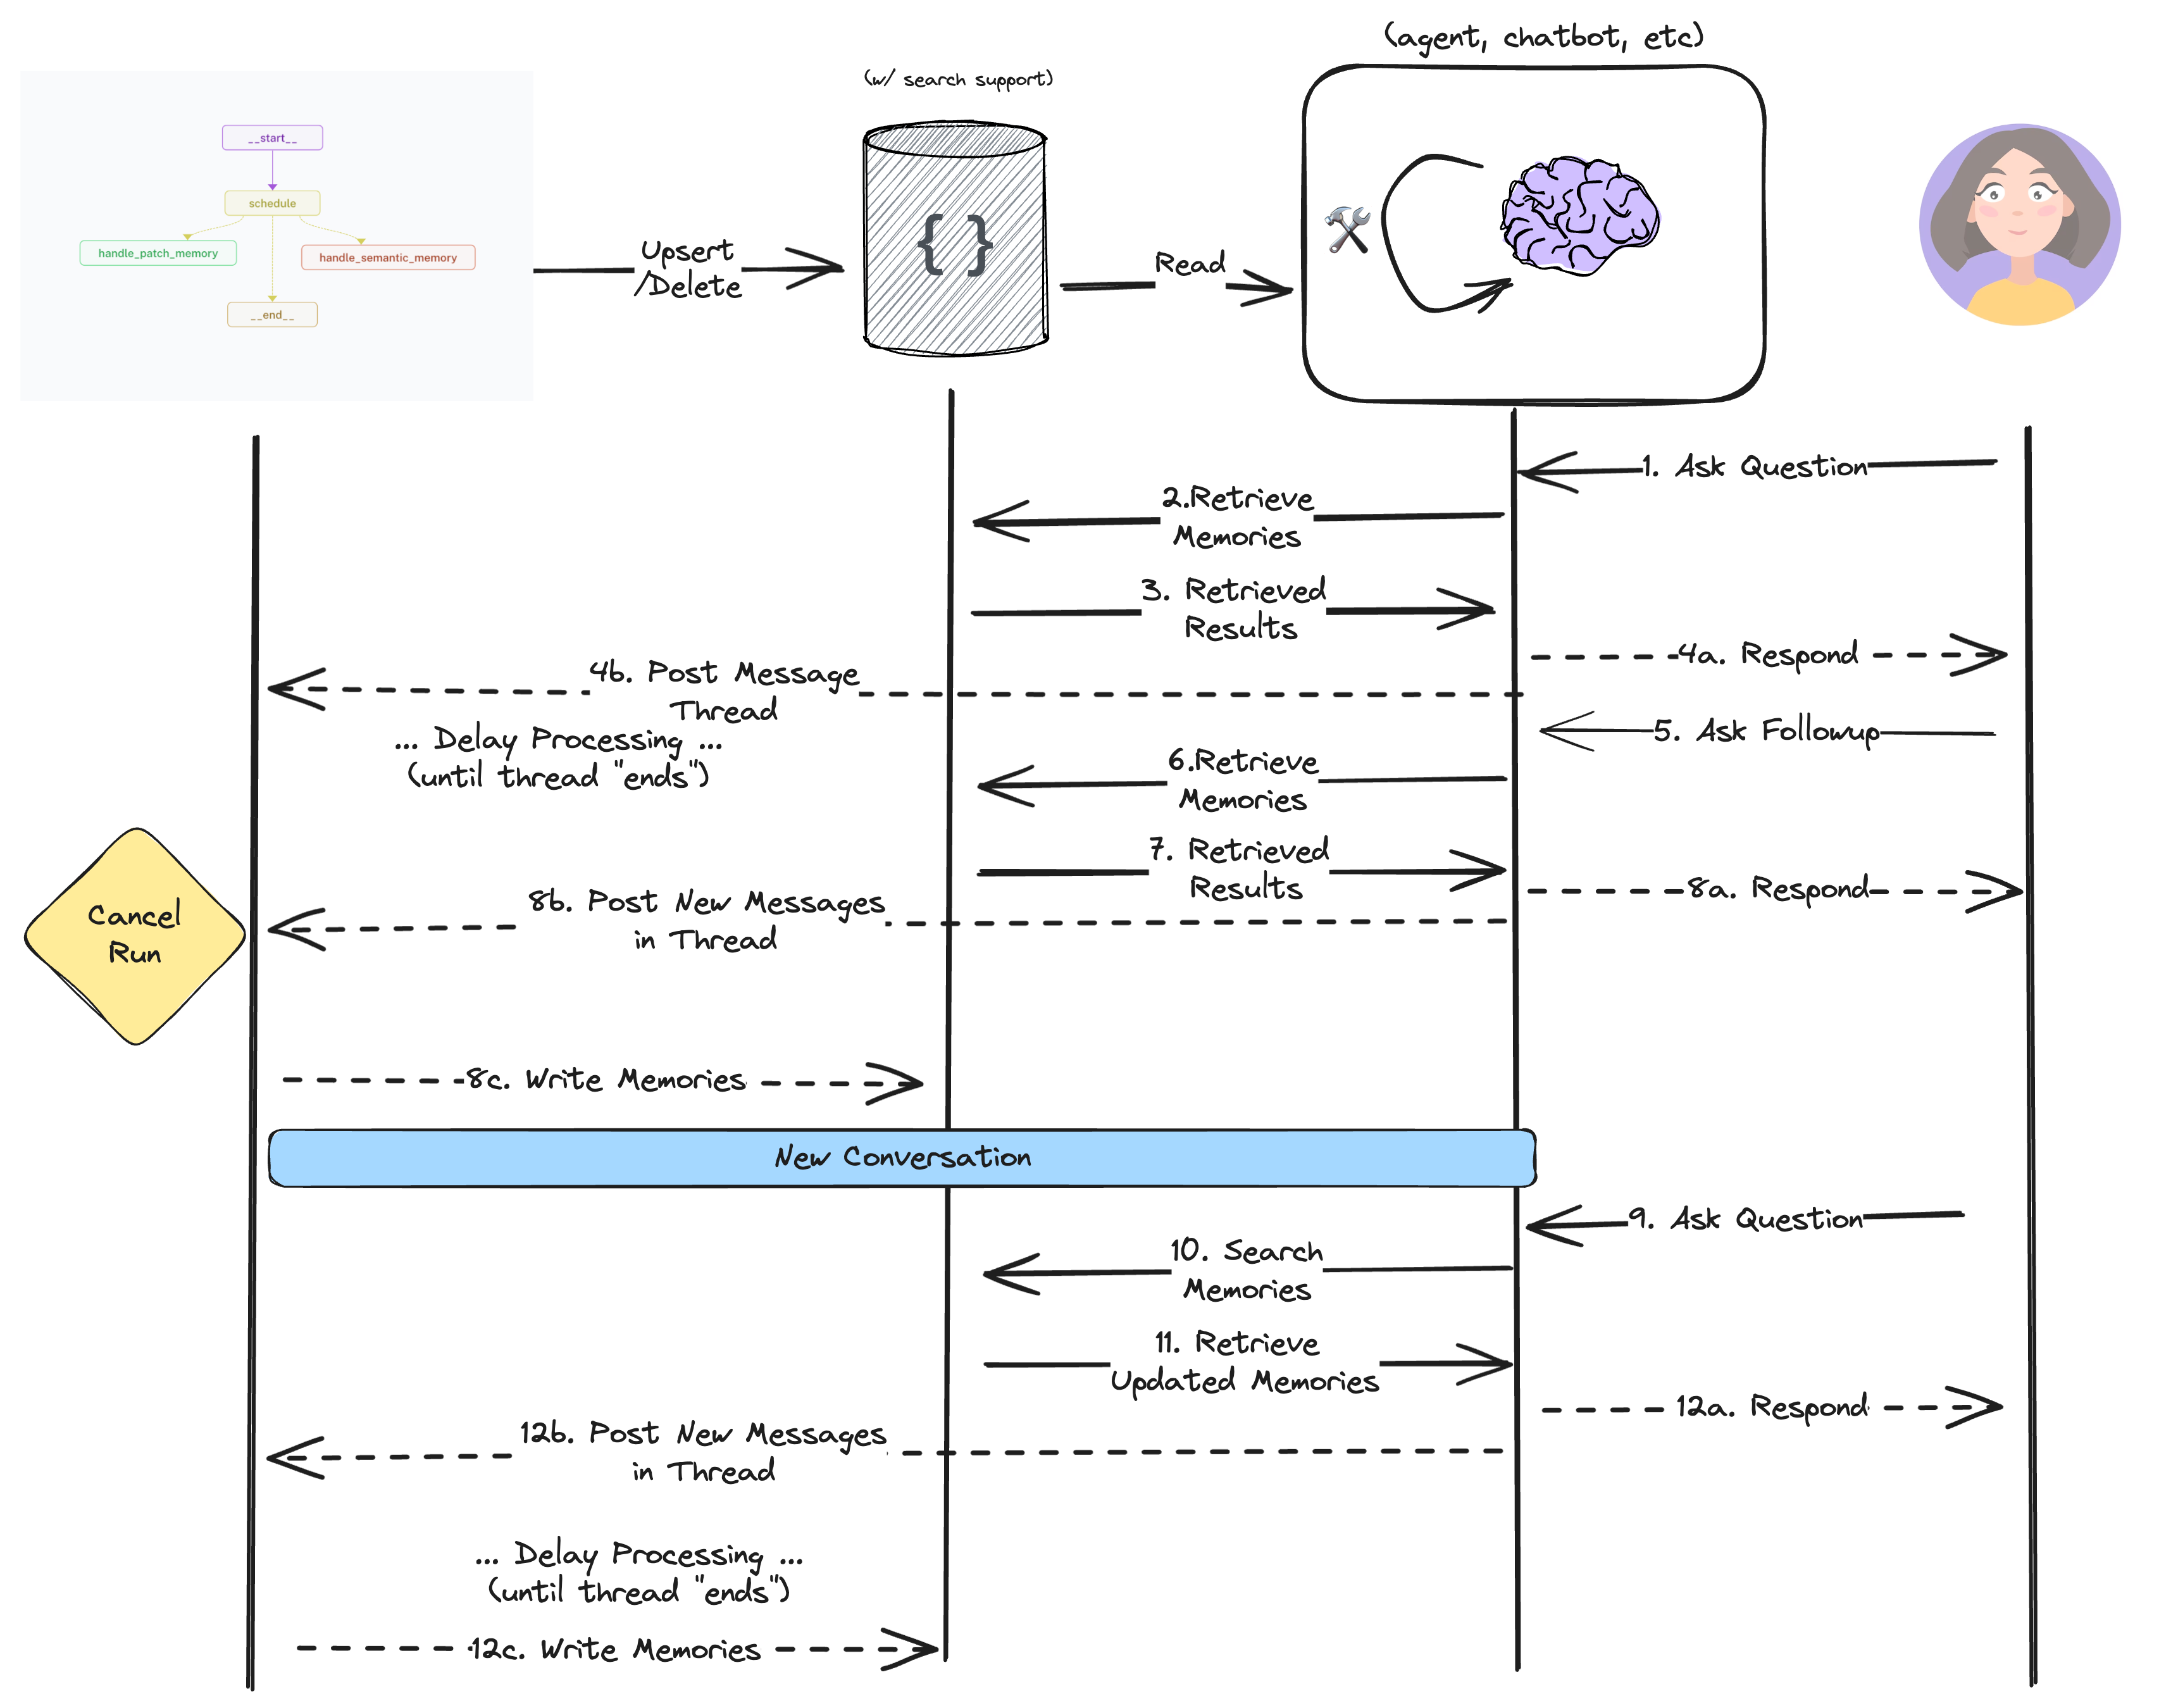 (agent, chatbot, etc)
(w/ search support)
__start__
schedule
handle_patch_memory
handle_semantic_memory
__end__
Upsert
/Delete
{ }
Read
1. Ask Question
2.Retrieve
Memories
3. Retrieved
Results
4a. Respond
4b. Post Message
Thread
... Delay Processing ...
(until thread "ends")
5. Ask Followup
6.Retrieve
Memories
7. Retrieved
Results
8a. Respond
8b. Post New Messages
in Thread
Cancel
Run
8c. Write Memories
New Conversation
9. Ask Question
10. Search
Memories
11. Retrieve
Updated Memories
12a. Respond
12b. Post New Messages
in Thread
... Delay Processing ...
(until thread "ends")
12c. Write Memories